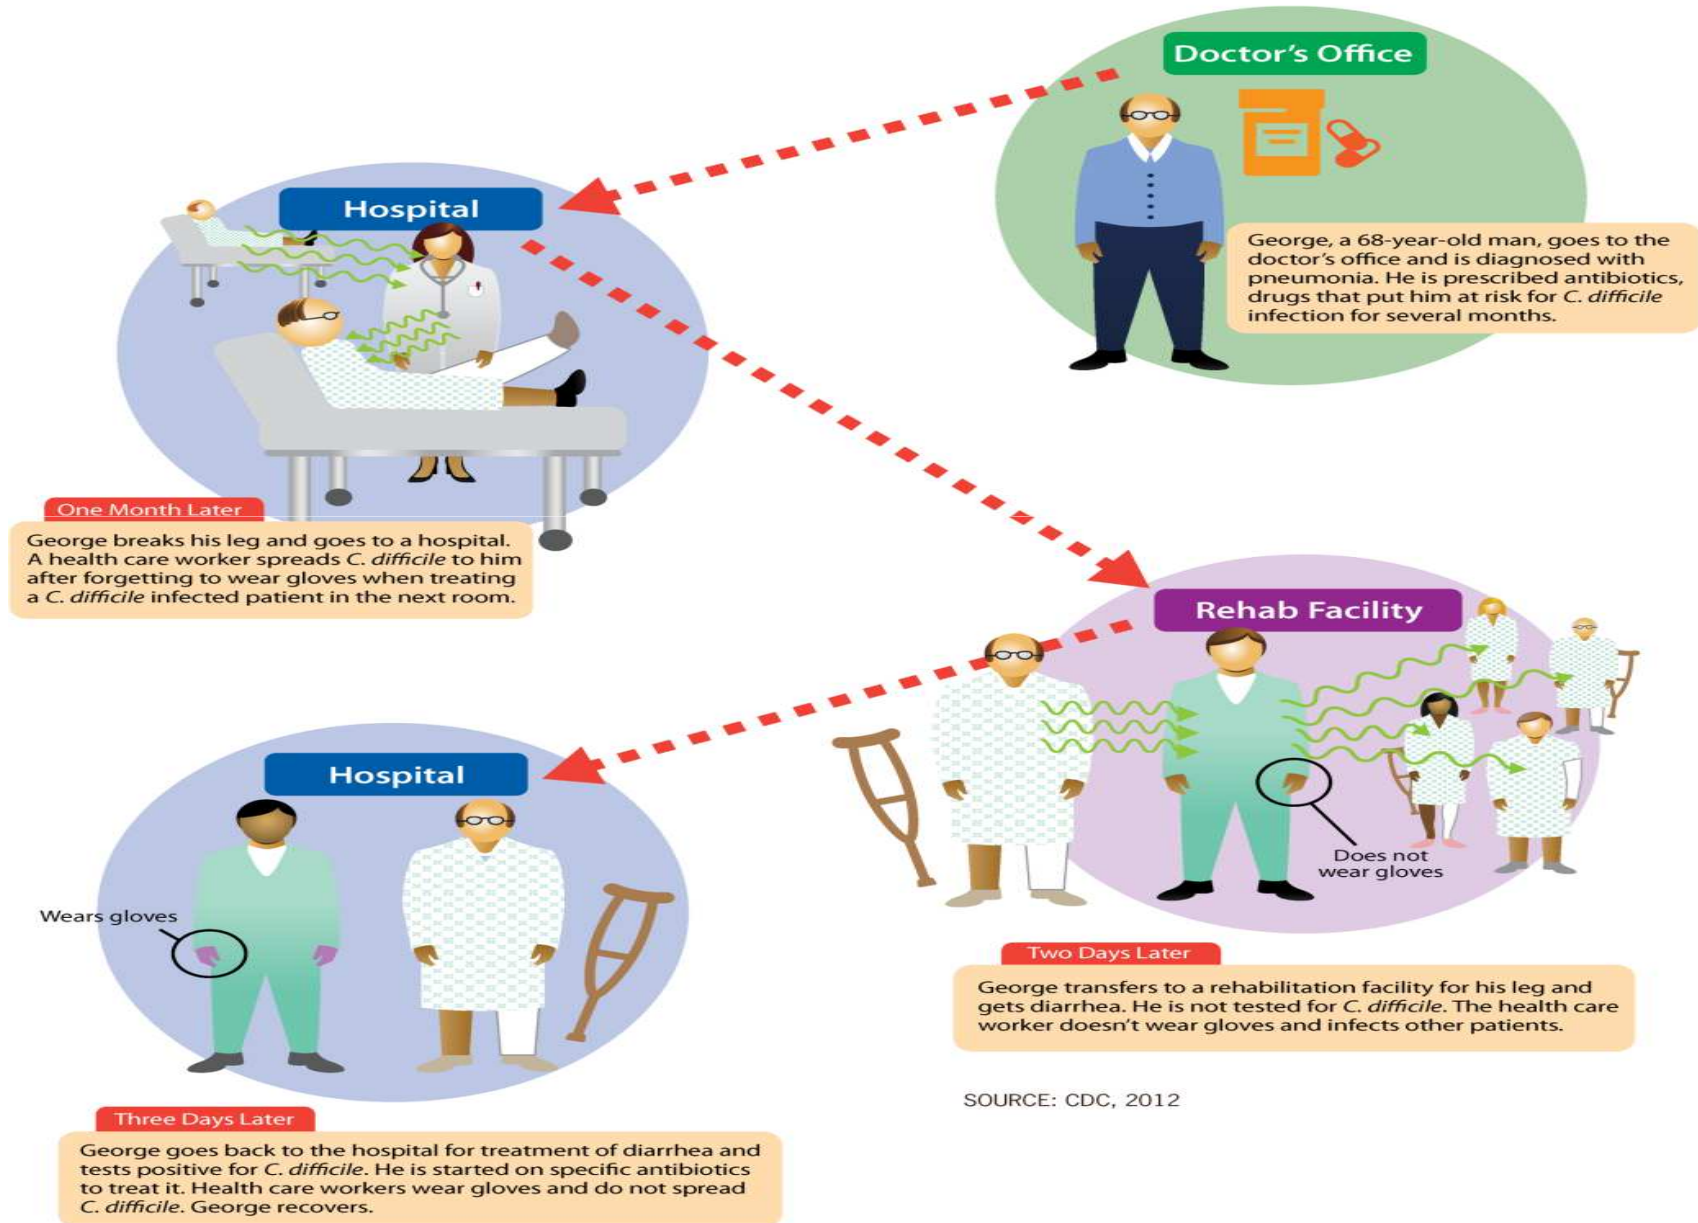 Doctor's Office
George, a 68-year-old man, goes to the
doctor's office and is diagnosed with
pneumonia. He is prescribed antibiotics,
drugs that put him at risk for C. difficile
infection for several months.
Hospital
One Month Later
George breaks his leg and goes to a hospital.
A health care worker spreads C. difficile to him
after forgetting to wear gloves when treating
a C. difficile infected patient in the next room.
Rehab Facility
Does not
wear gloves
Two Days Later
George transfers to a rehabilitation facility for his leg and
gets diarrhea. He is not tested for C. difficile. The health care
worker doesn't wear gloves and infects other patients.
Hospital
Wears gloves
Three Days Later
George goes back to the hospital for treatment of diarrhea and
tests positive for C. difficile. He is started on specific antibiotics
to treat it. Health care workers wear gloves and do not spread
C. difficile. George recovers.
SOURCE: CDC, 2012